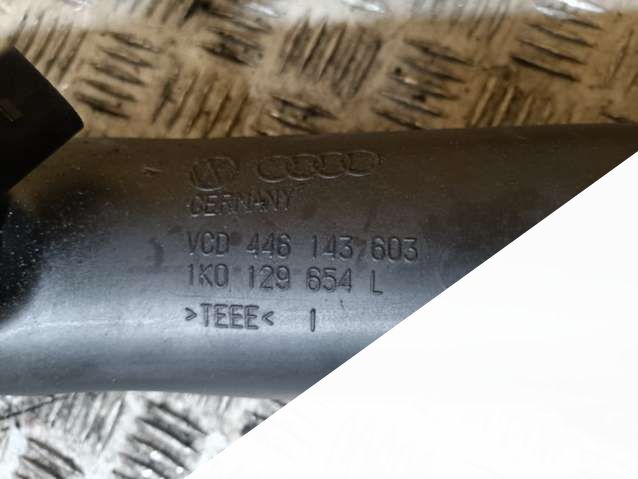 GERMANY
VCD 446 143 603
1K0 129 654 L
>TEEE< 1